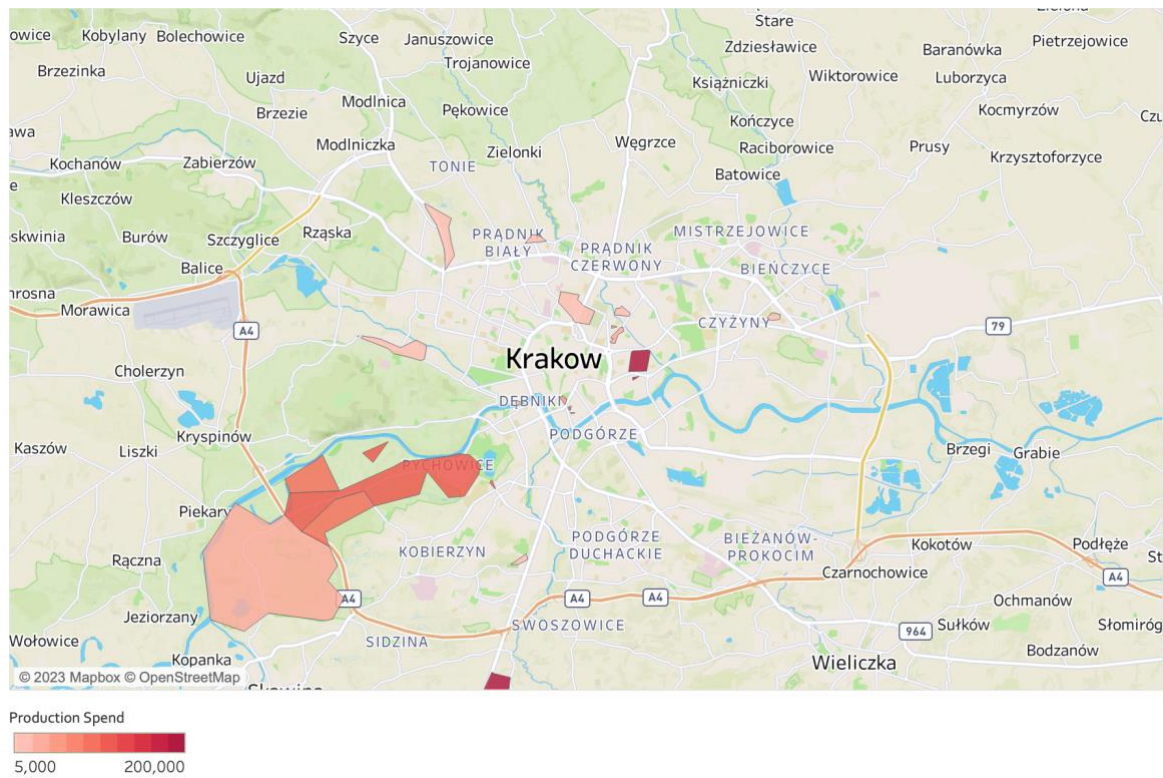 Stare
owice
Kobylany
Bolechowice
Szyce
Januszowice
Zdziesławice
Baranówka
Pietrzejowice
Trojanowice
Brzezinka
Ujazd
Książniczki
Wiktorowice
Luborzyca
Modlnica
Pękowice
Brzezie
Kończyce
Kocmyrzów
Czu
awa
Modlniczka
Węgrzce
Raciborowice
Prusy
Krzysztoforzyce
Kochanów
Zabierzów
TONIE
Zielonki
Batowice
e
Kleszczów
skwinia
Burów
Szczyglice
Rząska
PRĄDNIK
BIAŁY
PRĄDNIK
CZERWONY
MISTRZEJOWICE
Balice
BIEŃCZYCE
nrosna
Morawica
A4
CZYŻYNY
79
Krakow
Cholerzyn
DĘBNIKI
PODGÓRZE
Kryspinów
Kaszów
Liszki
PYCHOWICE
Brzegi
Grabie
Piekary
Rączna
KOBIERZYN
PODGÓRZE
DUCHACKIE
BIEŻANÓW-
PROKOCIM
Kokotów
Podłęże
St
Czarnochowice
A4
A4
A4
A4
Ochmanów
Jeziorzany
SWOSZOWICE
964
Sułków
Słomiróg
Wołowice
SIDZINA
Bodzanów
Kopanka
Wieliczka
© 2023 Mapbox © OpenStreetMap
Skawina
Production Spend
5,000
200,000